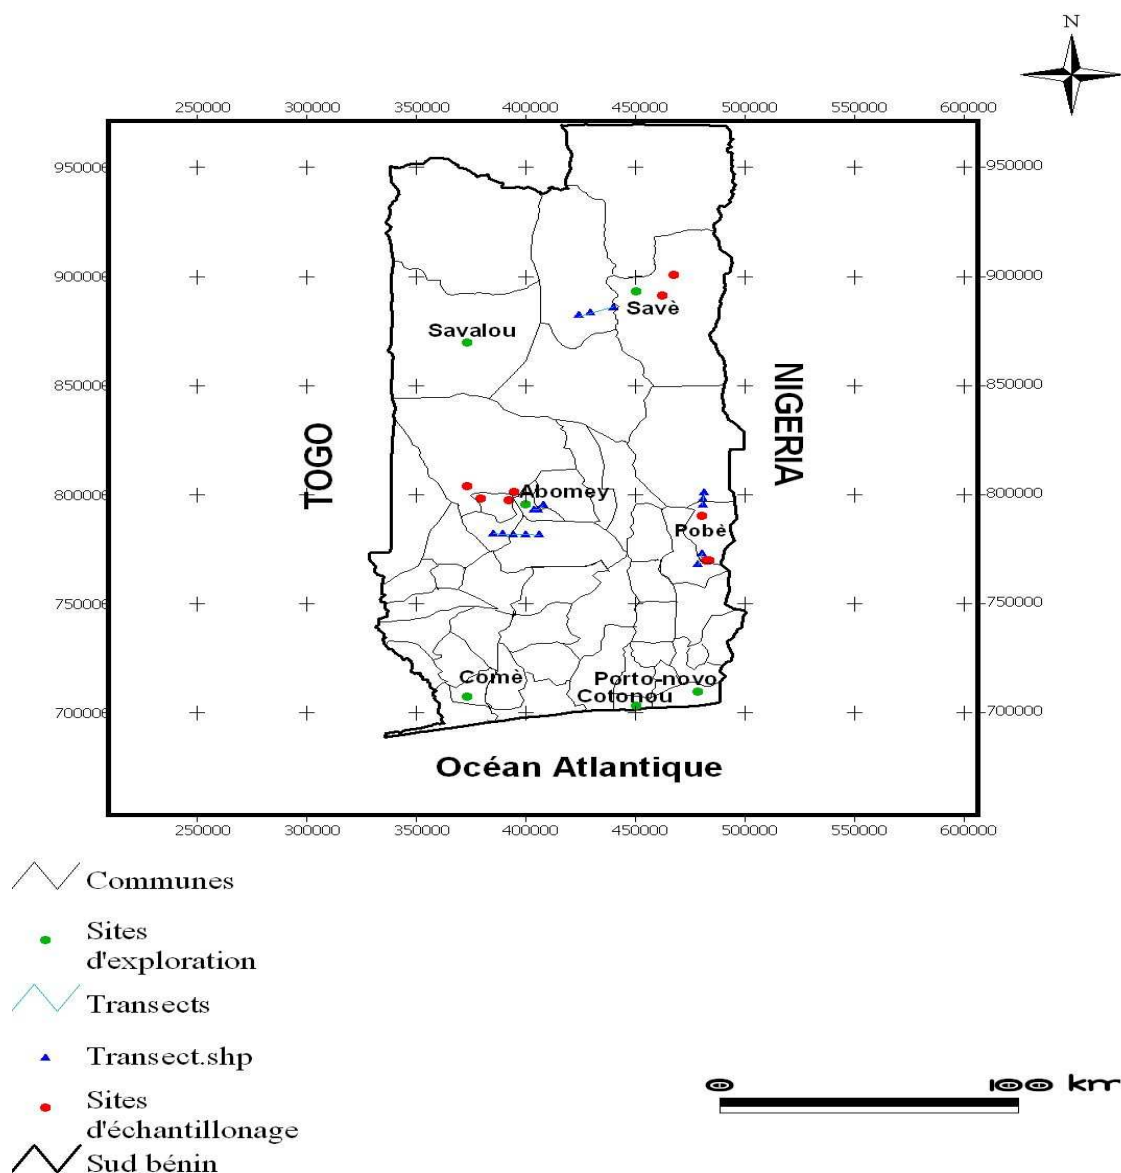 N
250000 300000 350000 400000 450000 500000 550000 600000
950000 950000
900000 900000
Savè
Savalou
850000 850000
TOGO
NIGERIA
800000 800000
Abomey
Pobè
750000 750000
Comè
Porto-novo
Cotonou
700000 700000
Océan Atlantique
250000 300000 350000 400000 450000 500000 550000 600000
Communes
Sites
d'exploration
Transects
Transect.shp
Sites
d'échantillonage
Sud bénin
0 100 km